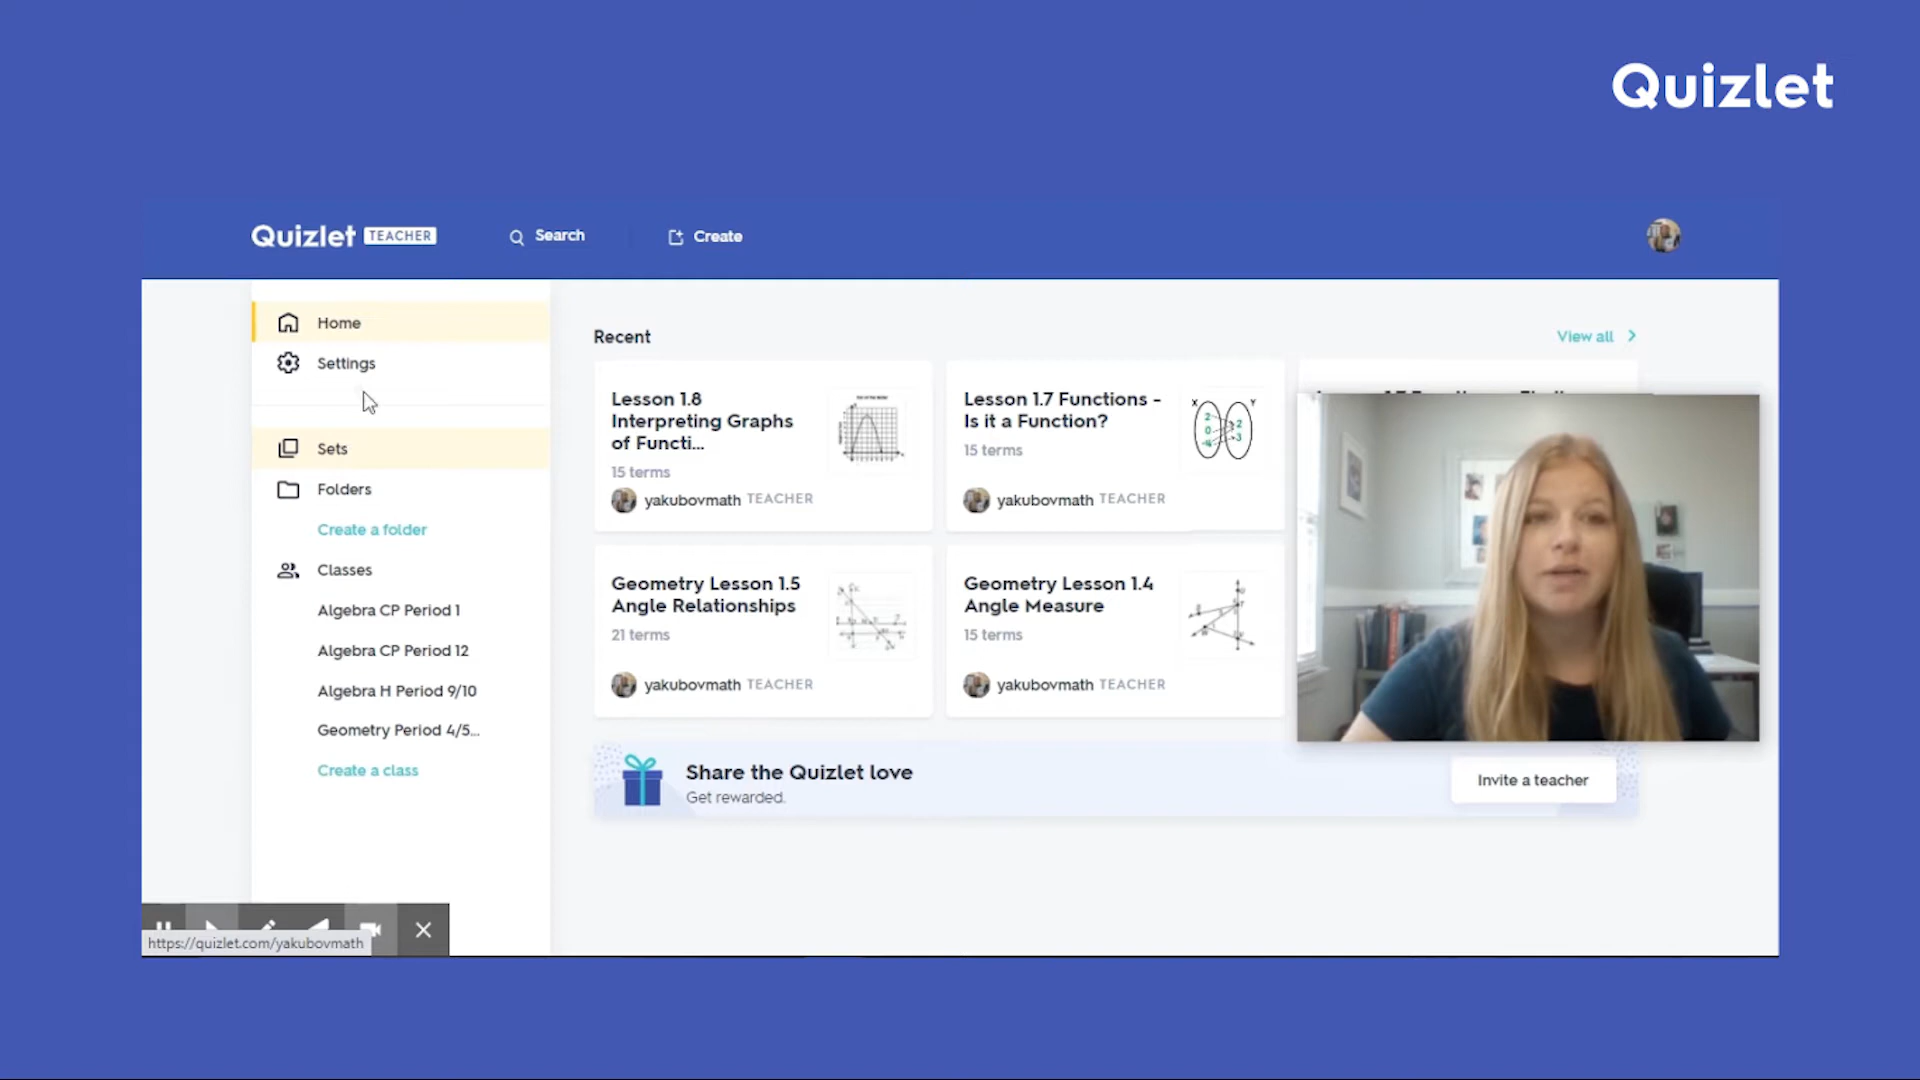 Quizlet
Quizlet TEACHER
Search
Create
Home
Settings
Sets
Folders
Create a folder
Classes
Algebra CP Period 1
Algebra CP Period 12
Algebra H Period 9/10
Geometry Period 4/5...
Create a class
Recent
View all
Lesson 1.8
Interpreting Graphs
of Functi...
15 terms
yakubovmath TEACHER
Lesson 1.7 Functions -
Is it a Function?
15 terms
yakubovmath TEACHER
X Y
2
0
2
3
Geometry Lesson 1.5
Angle Relationships
21 terms
yakubovmath TEACHER
Geometry Lesson 1.4
Angle Measure
15 terms
yakubovmath TEACHER
Share the Quizlet love
Get rewarded.
Invite a teacher
https://quizlet.com/yakubovmath